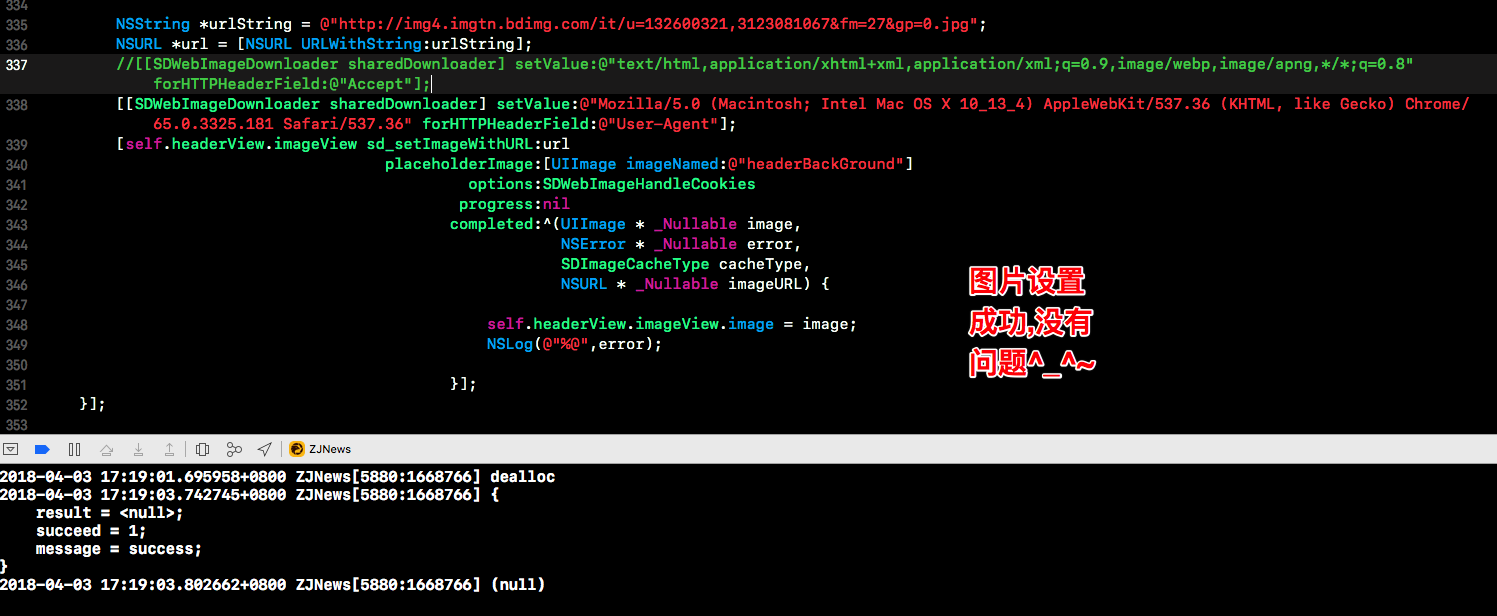 334
335 NSString *urlString = @"http://img4.imgtn.bdimg.com/it/u=132600321,3123081067&fm=27&gp=0.jpg";
336 NSURL *url = [NSURL URLWithString:urlString];
337 //[[SDWebImageDownloader sharedDownloader] setValue:@"text/html,application/xhtml+xml,application/xml;q=0.9,image/webp,image/apng,*/*;q=0.8"
forHTTPHeaderField:@"Accept"];
338 [[SDWebImageDownloader sharedDownloader] setValue:@"Mozilla/5.0 (Macintosh; Intel Mac OS X 10_13_4) AppleWebKit/537.36 (KHTML, like Gecko) Chrome/
65.0.3325.181 Safari/537.36" forHTTPHeaderField:@"User-Agent"];
339 [self.headerView.imageView sd_setImageWithURL:url
340 placeholderImage:[UIImage imageNamed:@"headerBackGround"]
341 options:SDWebImageHandleCookies
342 progress:nil
343 completed:^(UIImage * _Nullable image,
344 NSError * _Nullable error,
345 SDImageCacheType cacheType,
346 NSURL * _Nullable imageURL) {
347
348 self.headerView.imageView.image = image;
349 NSLog(@"%@",error);
350
351 }];
352 }];
353
图片设置
成功,没有
问题^_^~
ZJNews
2018-04-03 17:19:01.695958+0800 ZJNews[5880:1668766] dealloc
2018-04-03 17:19:03.742745+0800 ZJNews[5880:1668766] {
result = <null>;
succeed = 1;
message = success;
}
2018-04-03 17:19:03.802662+0800 ZJNews[5880:1668766] (null)